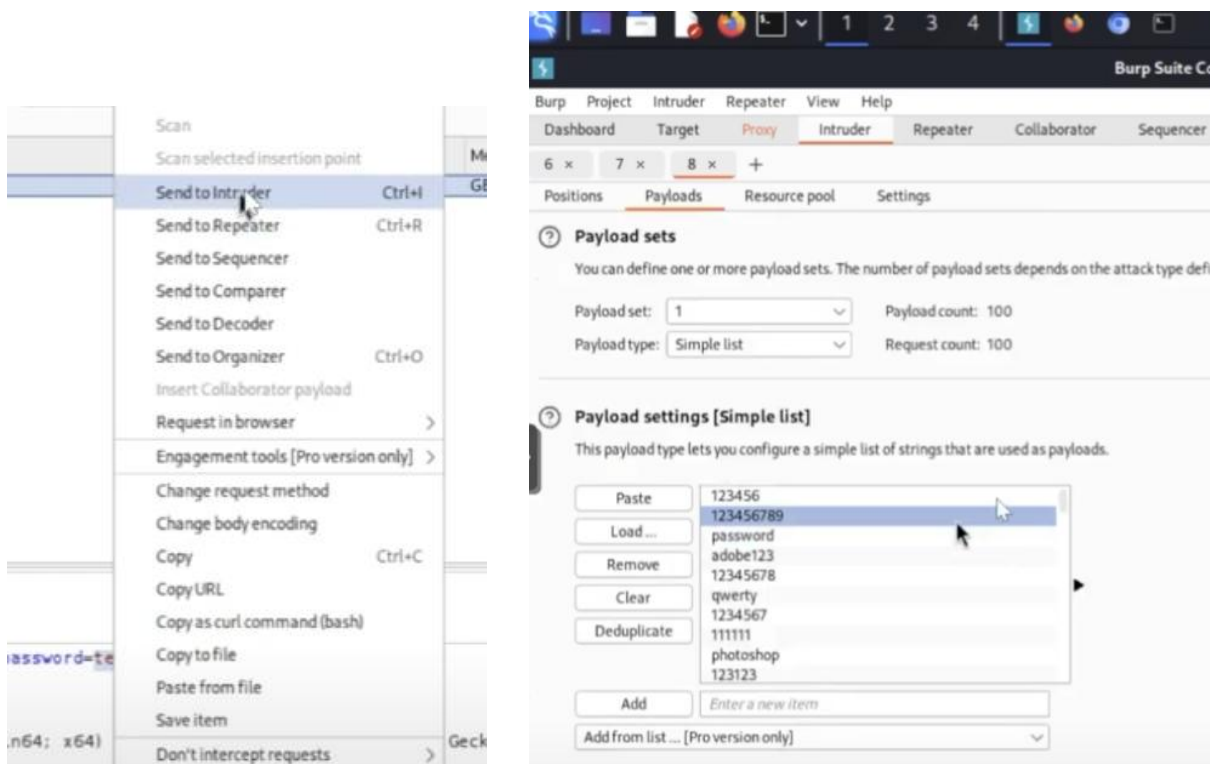 Scan
Scan selected insertion point
Send to Intruder Ctrl+I
Send to Repeater Ctrl+R
Send to Sequencer
Send to Comparer
Send to Decoder
Send to Organizer Ctrl+O
Insert Collaborator payload
Request in browser
Engagement tools [Pro version only]
Change request method
Change body encoding
Copy Ctrl+C
Copy URL
Copy as curl command (bash)
Copy to file
Paste from file
Save item
Don't intercept requests
Me
GE
password=te
n64; x64)
Geck
1 2 3 4
Burp Suite Co
Burp Project Intruder Repeater View Help
Dashboard Target Proxy Intruder Repeater Collaborator Sequencer
6 × 7 × 8 × +
Positions Payloads Resource pool Settings
Payload sets
You can define one or more payload sets. The number of payload sets depends on the attack type defi
Payload set: 1 Payload count: 100
Payload type: Simple list Request count: 100
Payload settings [Simple list]
This payload type lets you configure a simple list of strings that are used as payloads.
Paste
Load ...
Remove
Clear
Deduplicate
123456
123456789
password
adobe123
12345678
qwerty
1234567
111111
photoshop
123123
Add Enter a new item
Add from list ... [Pro version only]